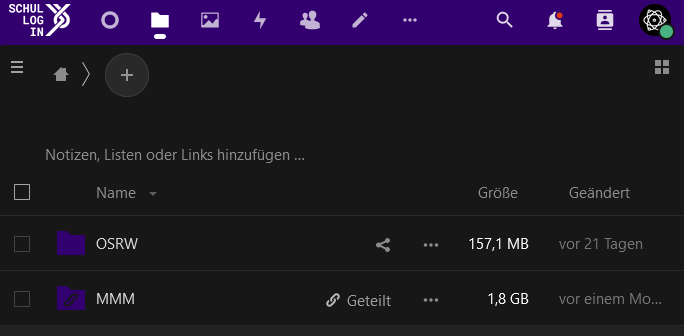 SCHUL
LOG
IN
Notizen, Listen oder Links hinzufügen ...
Name Größe Geändert
OSRW 157,1 MB vor 21 Tagen
MMM Geteilt 1,8 GB vor einem Mo...